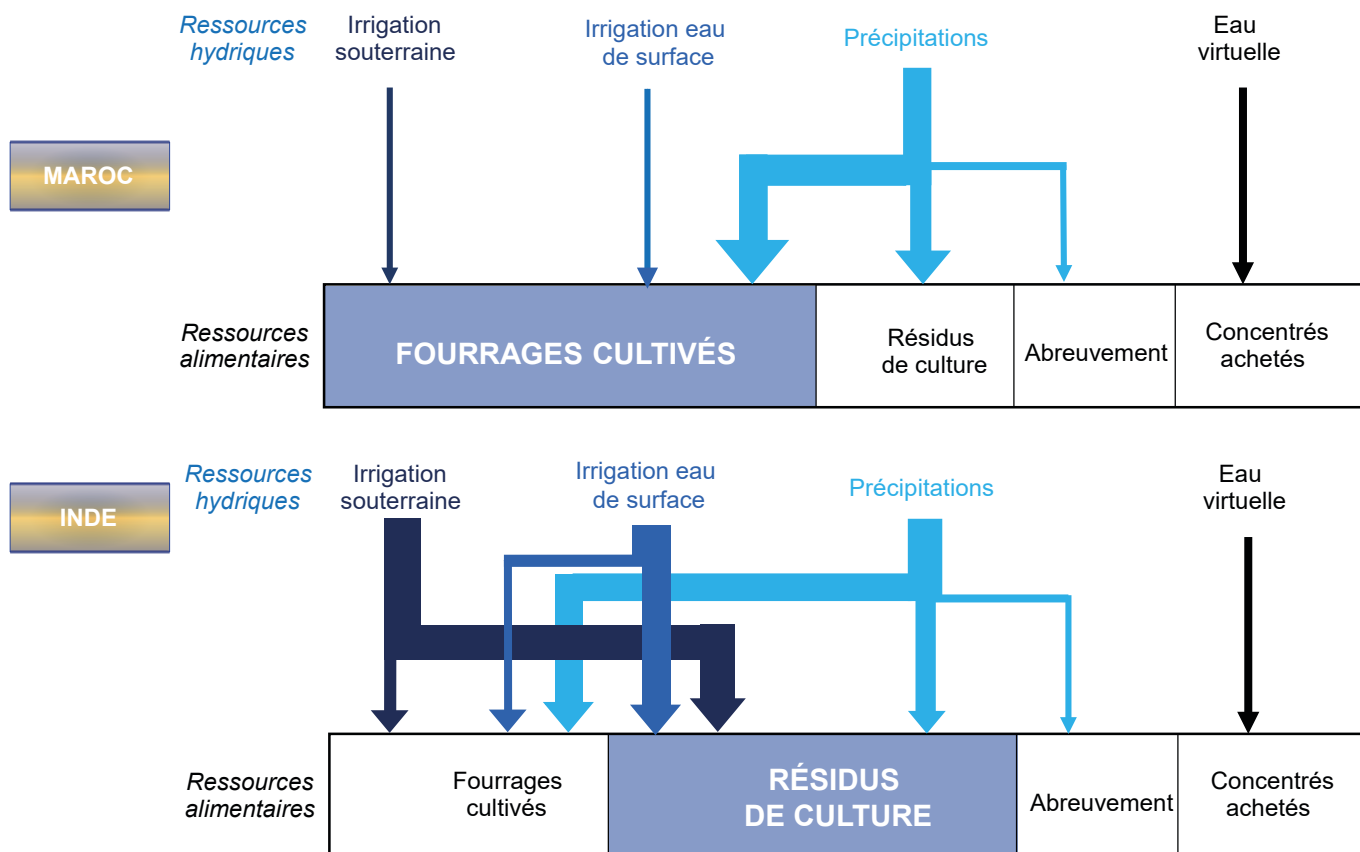 Ressources
hydriques
Irrigation
souterraine
Irrigation eau
de surface
Précipitations
Eau
virtuelle
MAROC
Ressources
alimentaires
FOURRAGES CULTIVÉS
Résidus
de culture
Abreuvement
Concentrés
achetés
INDE
Ressources
hydriques
Irrigation
souterraine
Irrigation eau
de surface
Précipitations
Eau
virtuelle
Ressources
alimentaires
Fourrages
cultivés
RÉSIDUS
DE CULTURE
Abreuvement
Concentrés
achetés